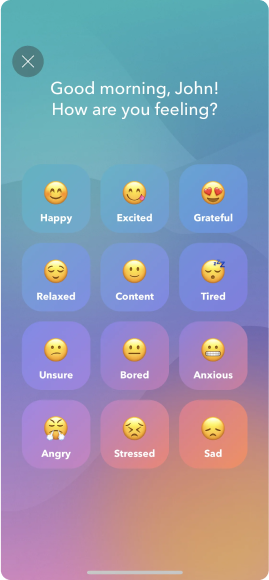 Good morning, John!
How are you feeling?
Happy
Excited
Grateful
Relaxed
Content
Tired
Unsure
Bored
Anxious
Angry
Stressed
Sad